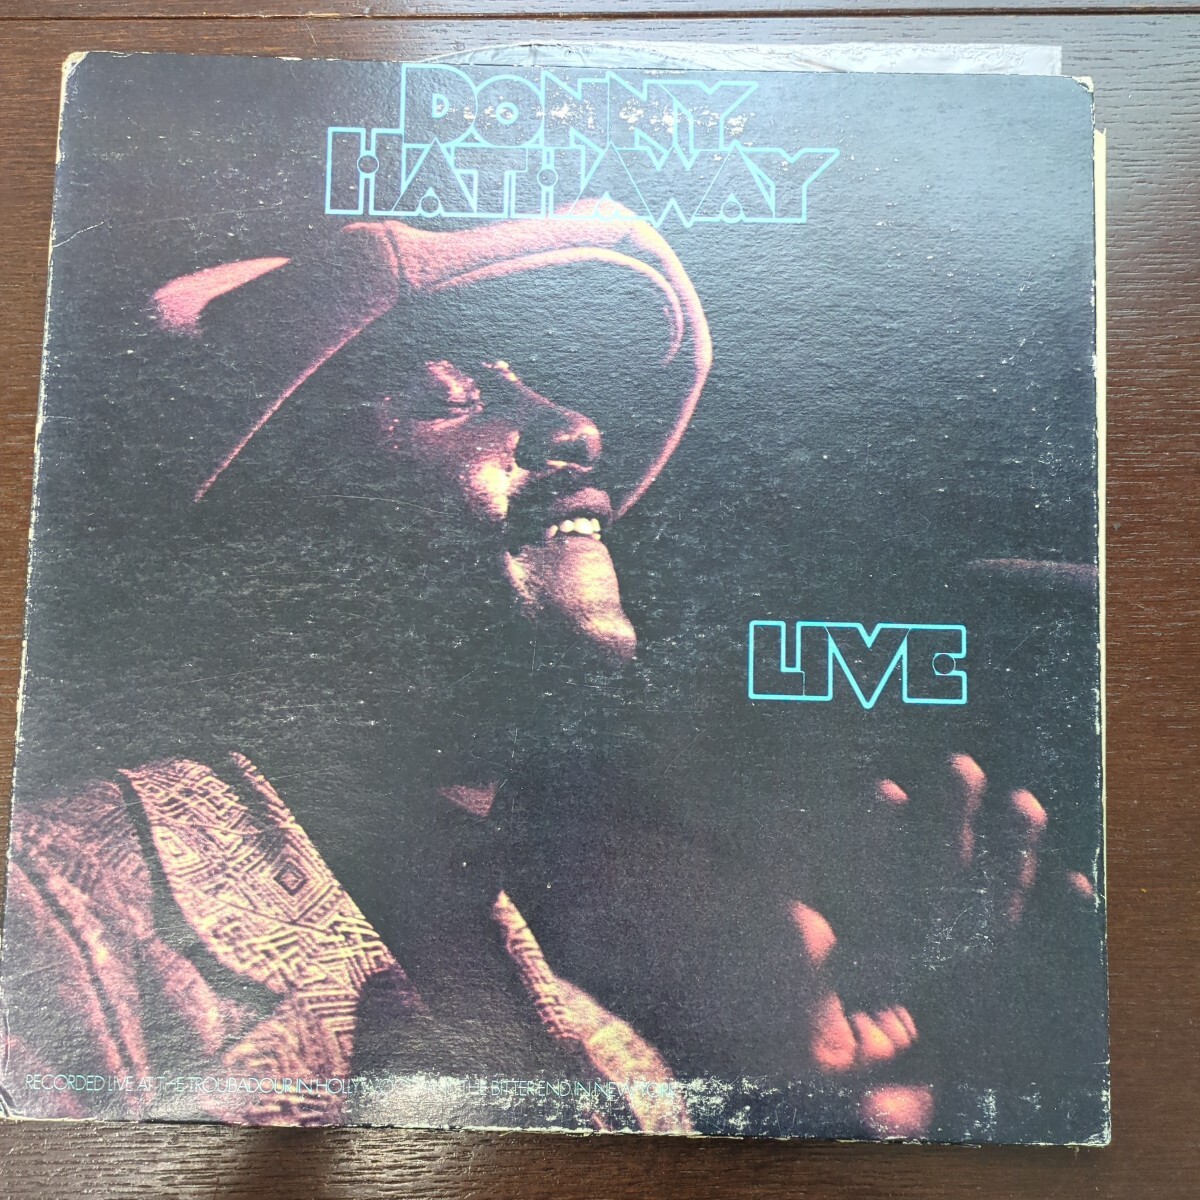 DONNY
HATHAWAY
LIVE
RECORDED LIVE AT THE TROUBADOUR IN HOLLYWOOD AND THE BITTER END IN NEW YORK